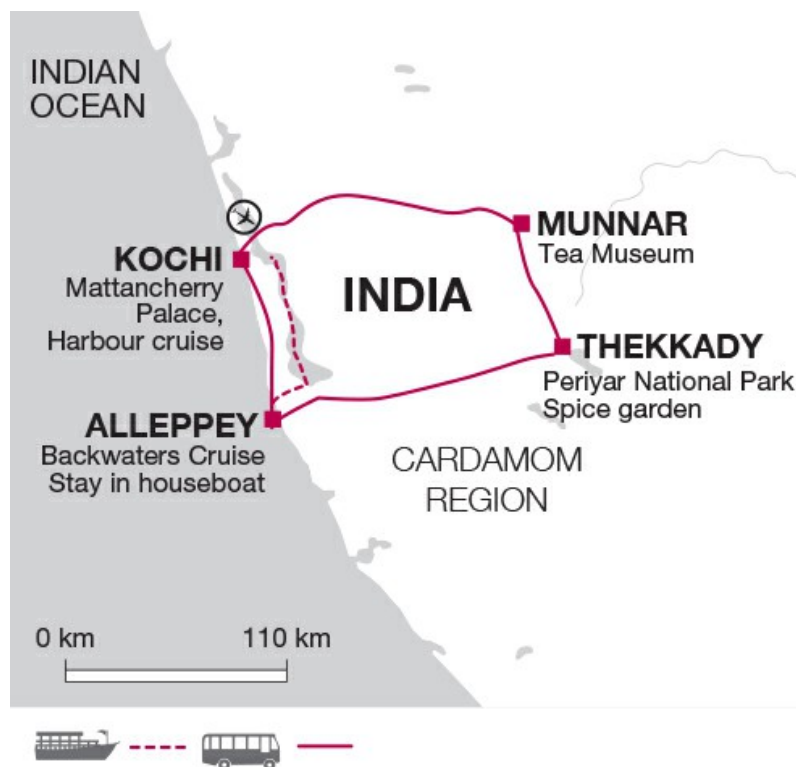 INDIAN
OCEAN
MUNNAR
Tea Museum
KOCHI
Mattancherry
Palace,
Harbour cruise
INDIA
THEKKADY
Periyar National Park
Spice garden
ALLEPPEY
Backwaters Cruise
Stay in houseboat
CARDAMOM
REGION
0 km 110 km